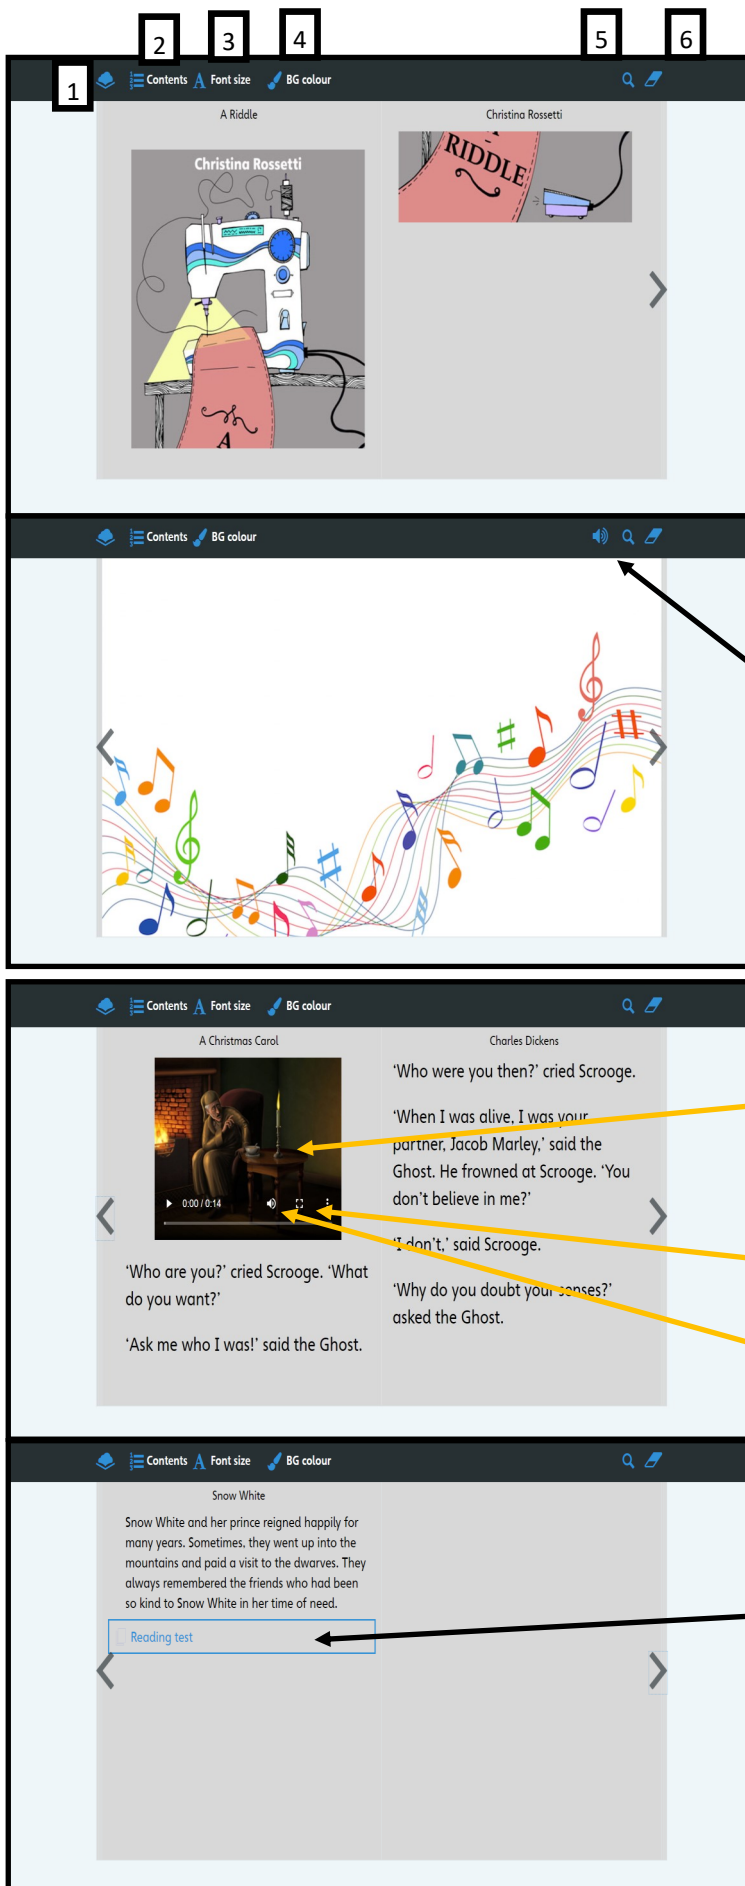 2 3 4 5 6
1
Contents Font size BG colour
A Riddle Christina Rossetti
Christina Rossetti
A
A
RIDDLE
Contents BG colour
Contents Font size BG colour
A Christmas Carol Charles Dickens
0:00 / 0:14
‘Who are you?’ cried Scrooge. ‘What
do you want?’
‘Ask me who I was!’ said the Ghost.
‘Who were you then?’ cried Scrooge.
‘When I was alive, I was your
partner, Jacob Marley,’ said the
Ghost. He frowned at Scrooge. ‘You
don’t believe in me?’
‘I don’t,’ said Scrooge.
‘Why do you doubt your senses?’
asked the Ghost.
Contents Font size BG colour
Snow White
Snow White and her prince reigned happily for
many years. Sometimes, they went up into the
mountains and paid a visit to the dwarves. They
always remembered the friends who had been
so kind to Snow White in her time of need.
Reading test